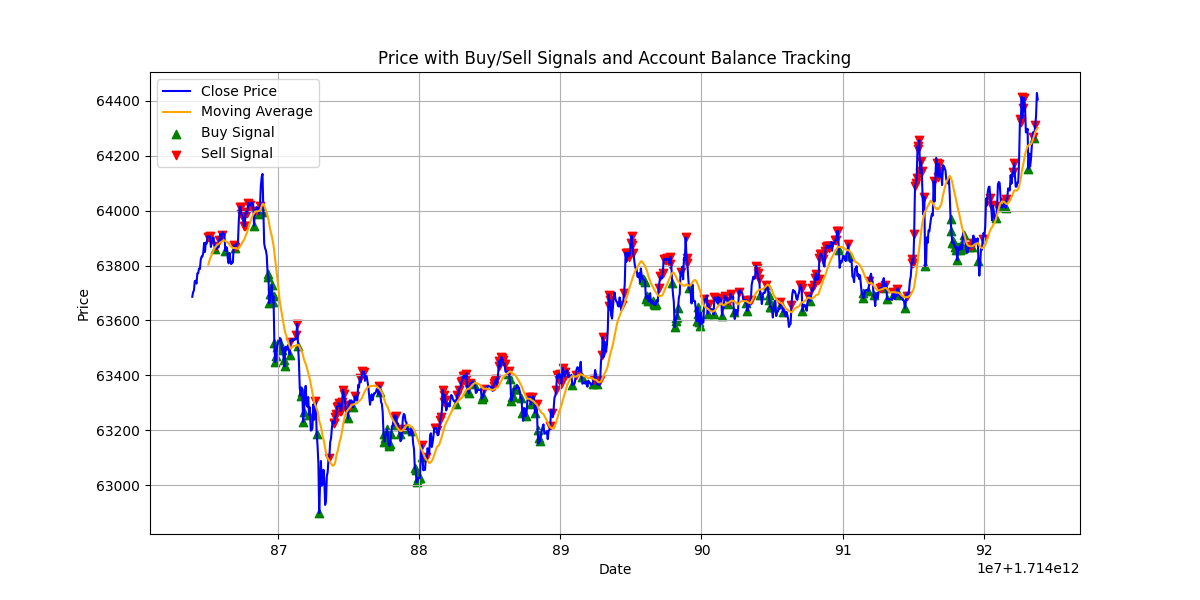 Price with Buy/Sell Signals and Account Balance Tracking
Close Price
Moving Average
Buy Signal
Sell Signal
64400
64200
64000
63800
63600
63400
63200
63000
Price
87 88 89 90 91 92
Date
1e7+1.714e12